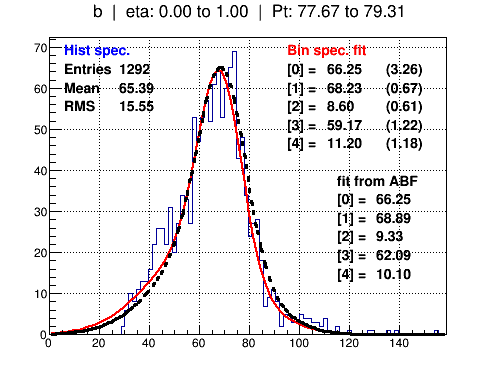 b | eta: 0.00 to 1.00 | Pt: 77.67 to 79.31
Hist spec.
Entries 1292
Mean 65.39
RMS 15.55
Bin spec. fit
[0] = 66.25 (3.26)
[1] = 68.23 (0.67)
[2] = 8.60 (0.61)
[3] = 59.17 (1.22)
[4] = 11.20 (1.18)
fit from ABF
[0] = 66.25
[1] = 68.89
[2] = 9.33
[3] = 62.09
[4] = 10.10
70
60
50
40
30
20
10
0
0 20 40 60 80 100 120 140